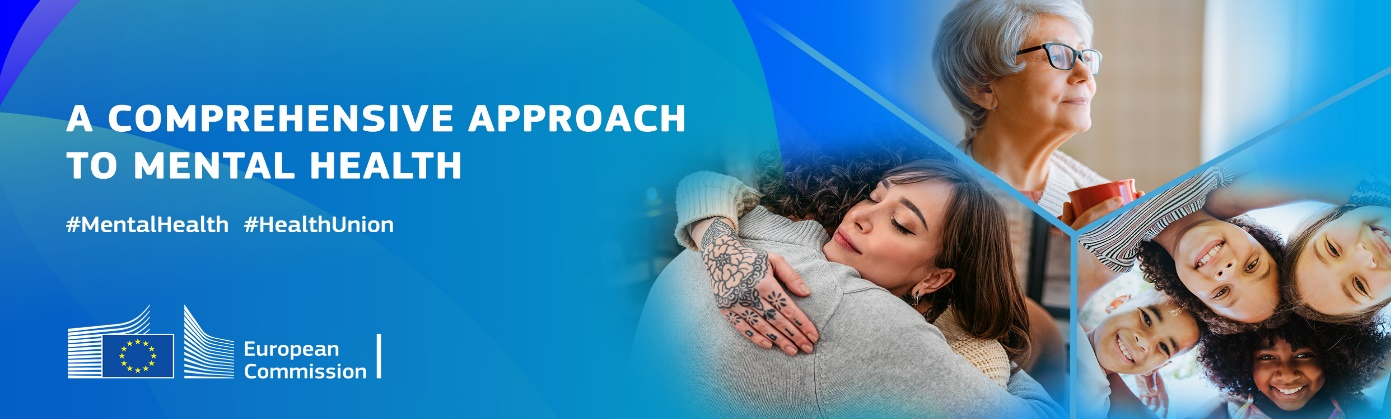 A COMPREHENSIVE APPROACH
TO MENTAL HEALTH
#MentalHealth #HealthUnion
European
Commission